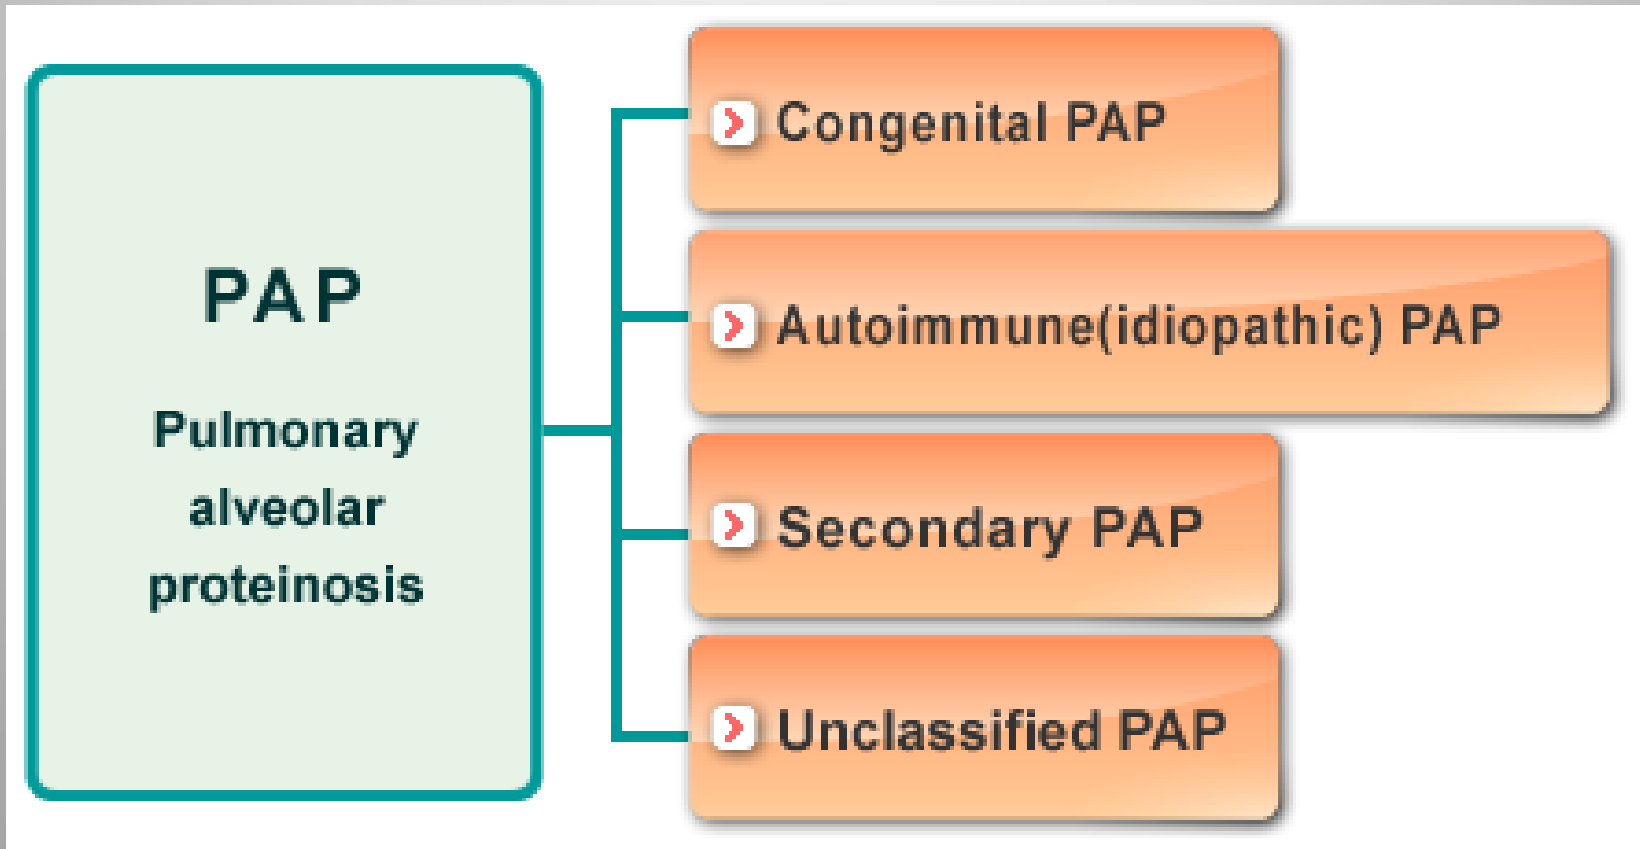 PAP
Pulmonary
alveolar
proteinosis
Congenital PAP
Autoimmune(idiopathic) PAP
Secondary PAP
Unclassified PAP